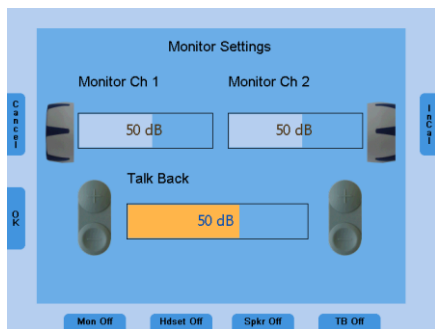 Monitor Settings
Monitor Ch 1
Monitor Ch 2
Cancel
InCal
50 dB
50 dB
Talk Back
OK
50 dB
Mon Off
Hdset Off
Spkr Off
TB Off